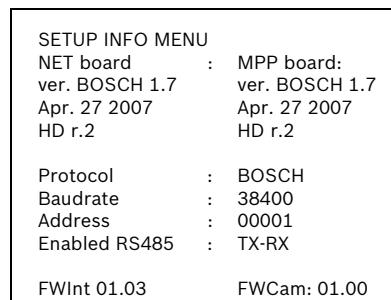 SETUP INFO MENU
NET board : MPP board:
ver. BOSCH 1.7 ver. BOSCH 1.7
Apr. 27 2007 Apr. 27 2007
HD r.2 HD r.2
Protocol : BOSCH
Baudrate : 38400
Address : 00001
Enabled RS485 : TX-RX
FWInt 01.03 FWCam: 01.00